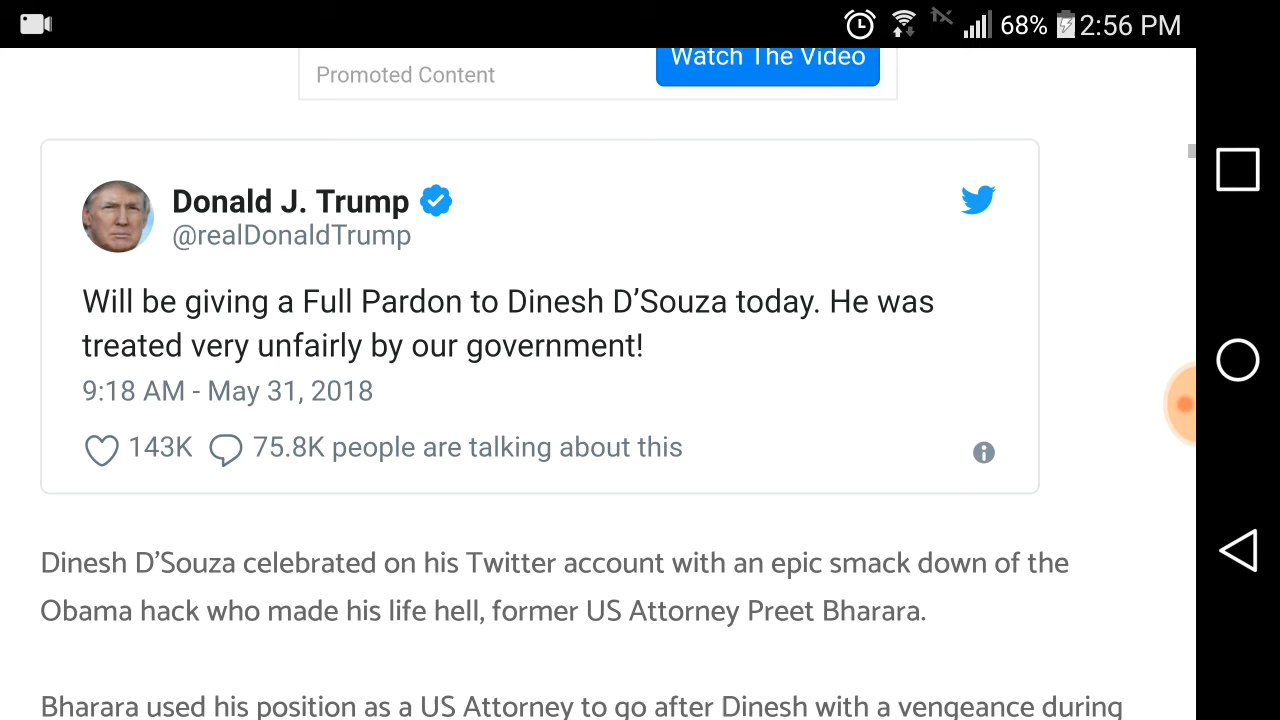 68% 2:56 PM
Watch The Video
Promoted Content
Donald J. Trump
@realDonaldTrump
Will be giving a Full Pardon to Dinesh D’Souza today. He was
treated very unfairly by our government!
9:18 AM - May 31, 2018
143K 75.8K people are talking about this
Dinesh D’Souza celebrated on his Twitter account with an epic smack down of the
Obama hack who made his life hell, former US Attorney Preet Bharara.
Bharara used his position as a US Attorney to go after Dinesh with a vengeance during